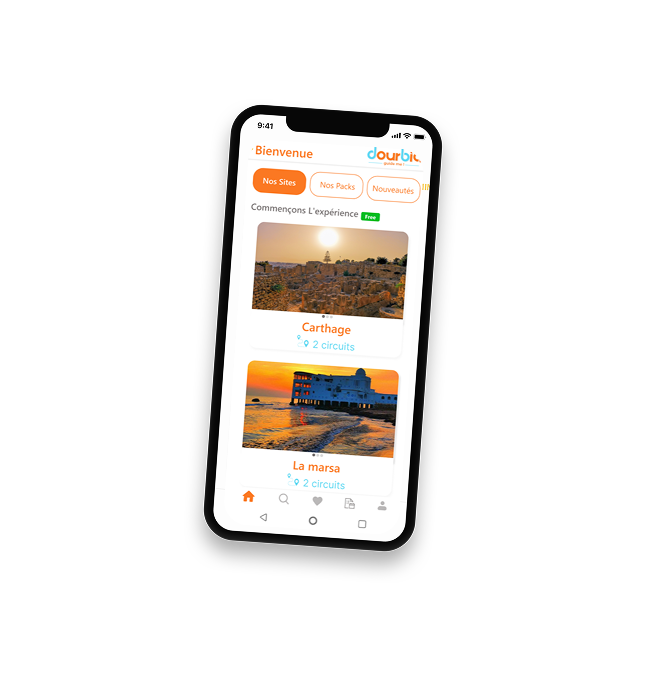 9:41
Bienvenue
guide me !
Nos Sites
Nos Packs
Nouveautés
Commençons L'expérience Free
Carthage
2 circuits
La marsa
2 circuits